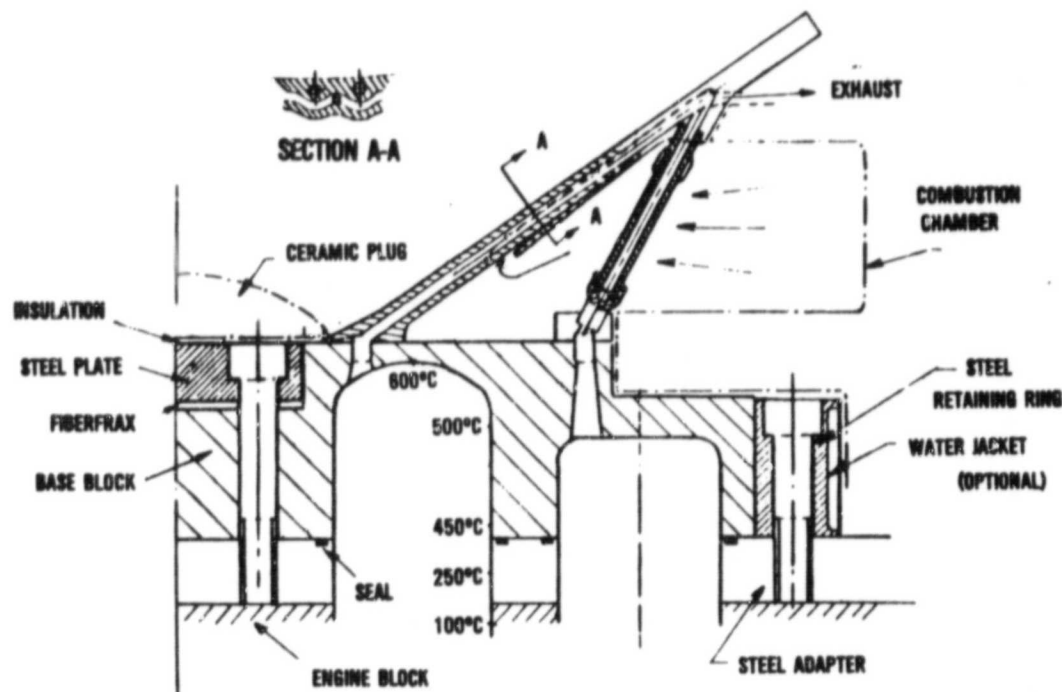 EXHAUST
SECTION A-A
A
A
COMBUSTION
CHAMBER
CERAMIC PLUG
INSULATION
STEEL PLATE
600°C
STEEL
RETAINING RING
FIBERFRAX
500°C
WATER JACKET
(OPTIONAL)
BASE BLOCK
450°C
SEAL
250°C
100°C
ENGINE BLOCK
STEEL ADAPTER